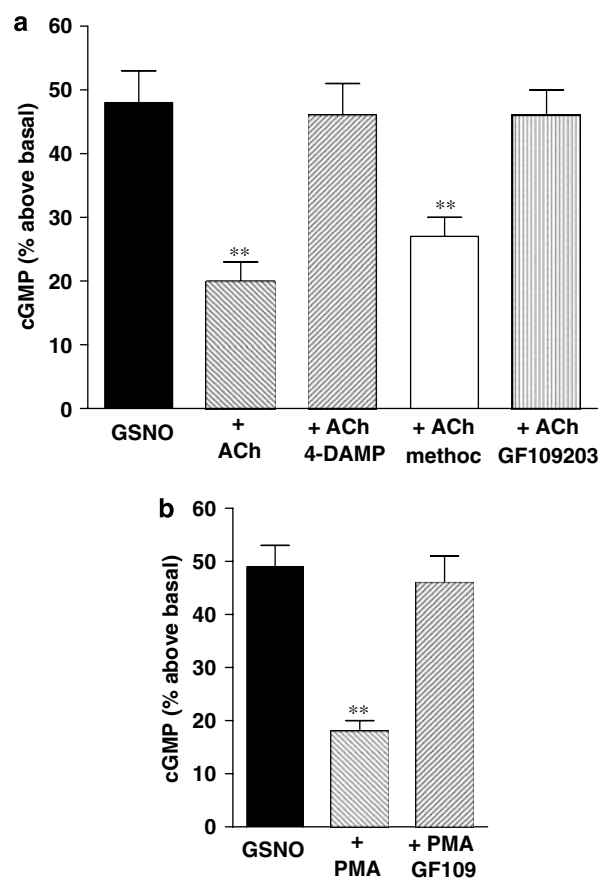 a
60
50
40
30
20
10
0
cGMP (% above basal)
**
**
GSNO
+
ACh
+ ACh
4-DAMP
+ ACh
methoc
+ ACh
GF109203
b
60
50
40
30
20
10
0
cGMP (% above basal)
**
GSNO
+
PMA
+ PMA
GF109